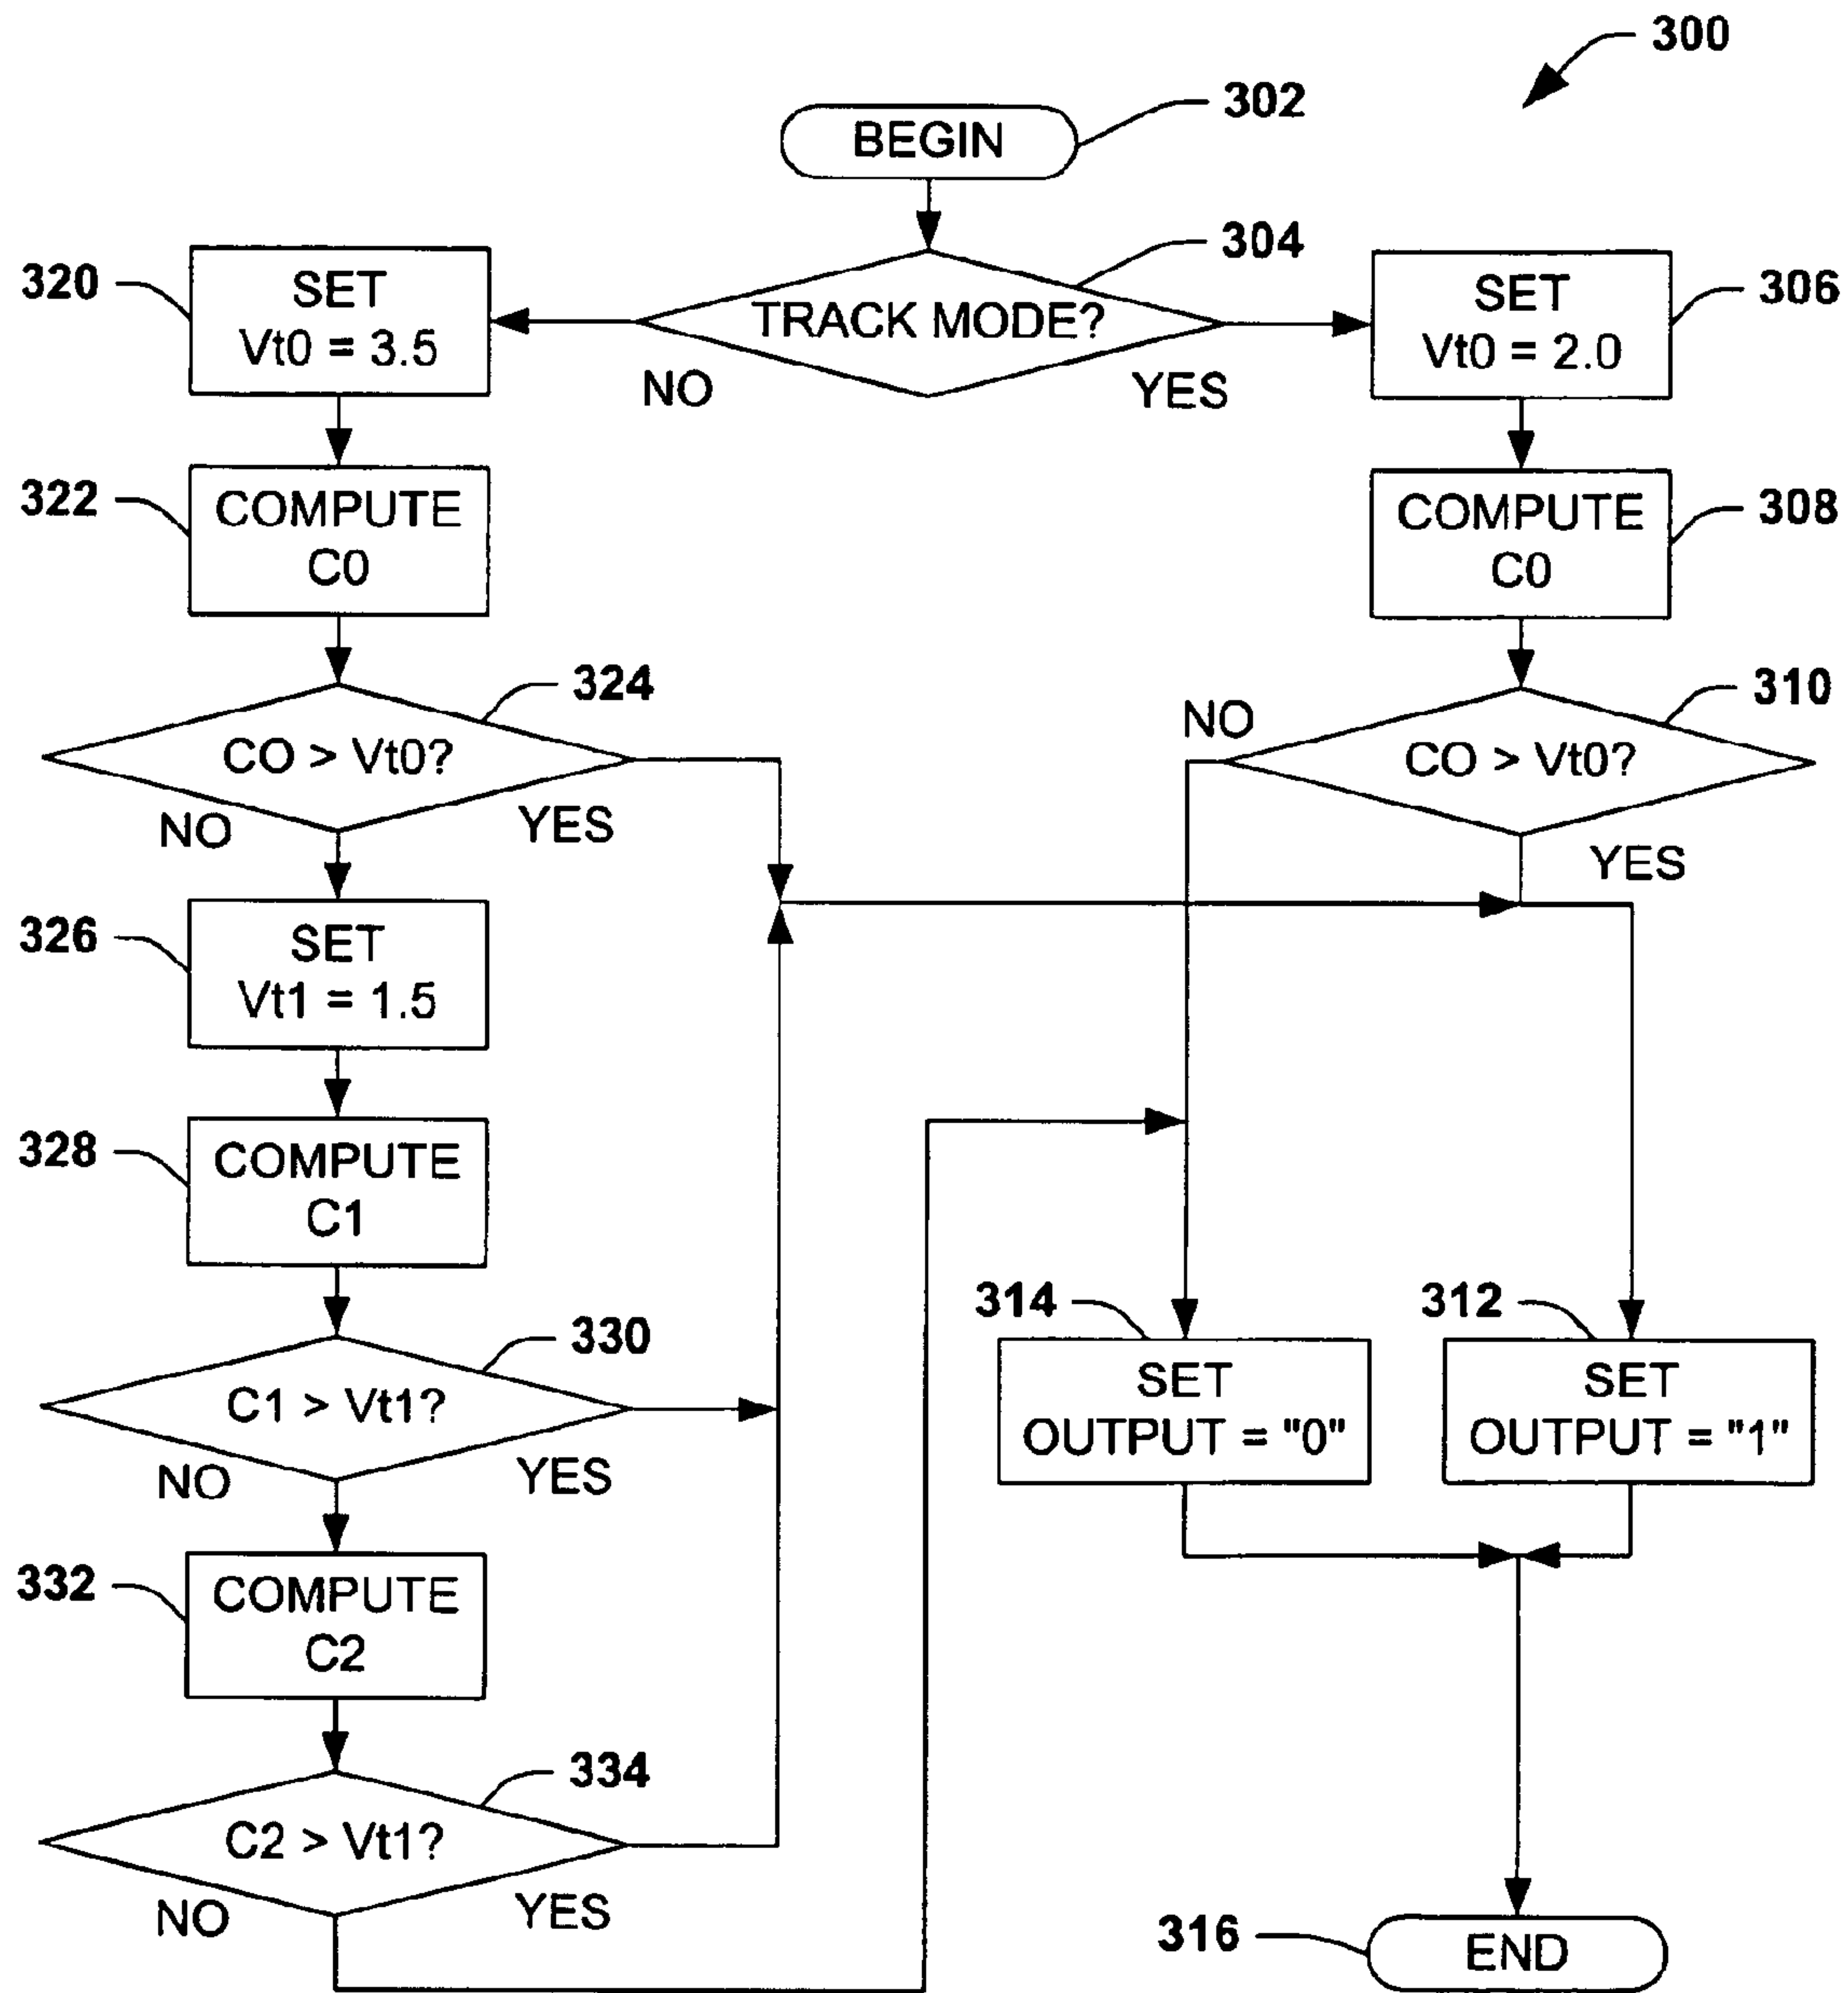 300
302
BEGIN
304
TRACK MODE?
NO
YES
320
SET
Vt0 = 3.5
306
SET
Vt0 = 2.0
322
COMPUTE
C0
308
COMPUTE
C0
324
CO > Vt0?
NO
YES
310
NO
CO > Vt0?
YES
326
SET
Vt1 = 1.5
328
COMPUTE
C1
330
C1 > Vt1?
NO
YES
314
SET
OUTPUT = "0"
312
SET
OUTPUT = "1"
332
COMPUTE
C2
334
C2 > Vt1?
NO
YES
316
END